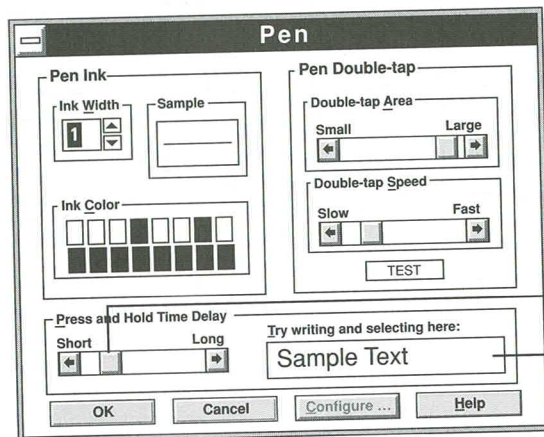 Pen
Pen Ink
Ink Width
1
Sample
Ink Color
Pen Double-tap
Double-tap Area
Small Large
Double-tap Speed
Slow Fast
TEST
Press and Hold Time Delay
Short Long
Try writing and selecting here:
Sample Text
OK Cancel Configure ... Help